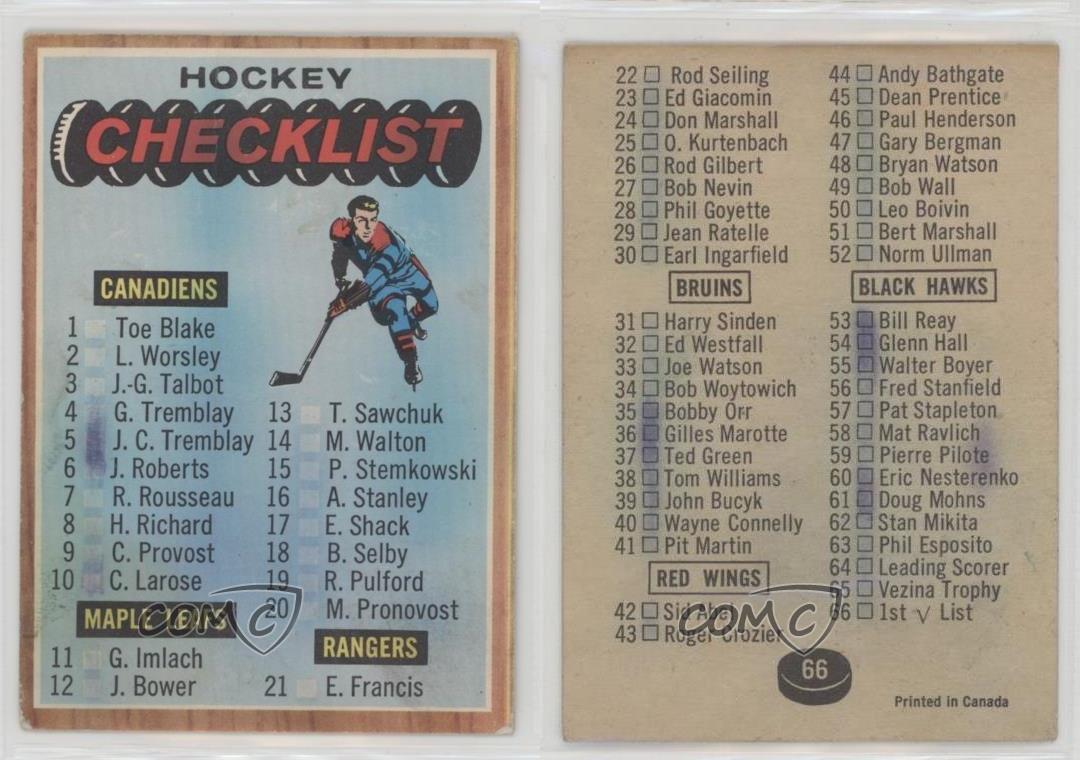 HOCKEY
CHECKLIST
CANADIENS
1 Toe Blake
2 L. Worsley
3 J.-G. Talbot
4 G. Tremblay
5 J. C. Tremblay
6 J. Roberts
7 R. Rousseau
8 H. Richard
9 C. Provost
10 C. Larose
MAPLE LEAFS
11 G. Imlach
12 J. Bower
13 T. Sawchuk
14 M. Walton
15 P. Stemkowski
16 A. Stanley
17 E. Shack
18 B. Selby
19 R. Pulford
20 M. Pronovost
RANGERS
21 E. Francis
COMC
22 Rod Seiling
23 Ed Giacomin
24 Don Marshall
25 O. Kurtenbach
26 Rod Gilbert
27 Bob Nevin
28 Phil Goyette
29 Jean Ratelle
30 Earl Ingarfield
BRUINS
31 Harry Sinden
32 Ed Westfall
33 Joe Watson
34 Bob Woytowich
35 Bobby Orr
36 Gilles Marotte
37 Ted Green
38 Tom Williams
39 John Bucyk
40 Wayne Connelly
41 Pit Martin
RED WINGS
42 Sid Abel
43 Roger Crozier
44 Andy Bathgate
45 Dean Prentice
46 Paul Henderson
47 Gary Bergman
48 Bryan Watson
49 Bob Wall
50 Leo Boivin
51 Bert Marshall
52 Norm Ullman
BLACK HAWKS
53 Bill Reay
54 Glenn Hall
55 Walter Boyer
56 Fred Stanfield
57 Pat Stapleton
58 Mat Ravlich
59 Pierre Pilote
60 Eric Nesterenko
61 Doug Mohns
62 Stan Mikita
63 Phil Esposito
64 Leading Scorer
65 Vezina Trophy
66 1st √ List
COMC
66
Printed in Canada